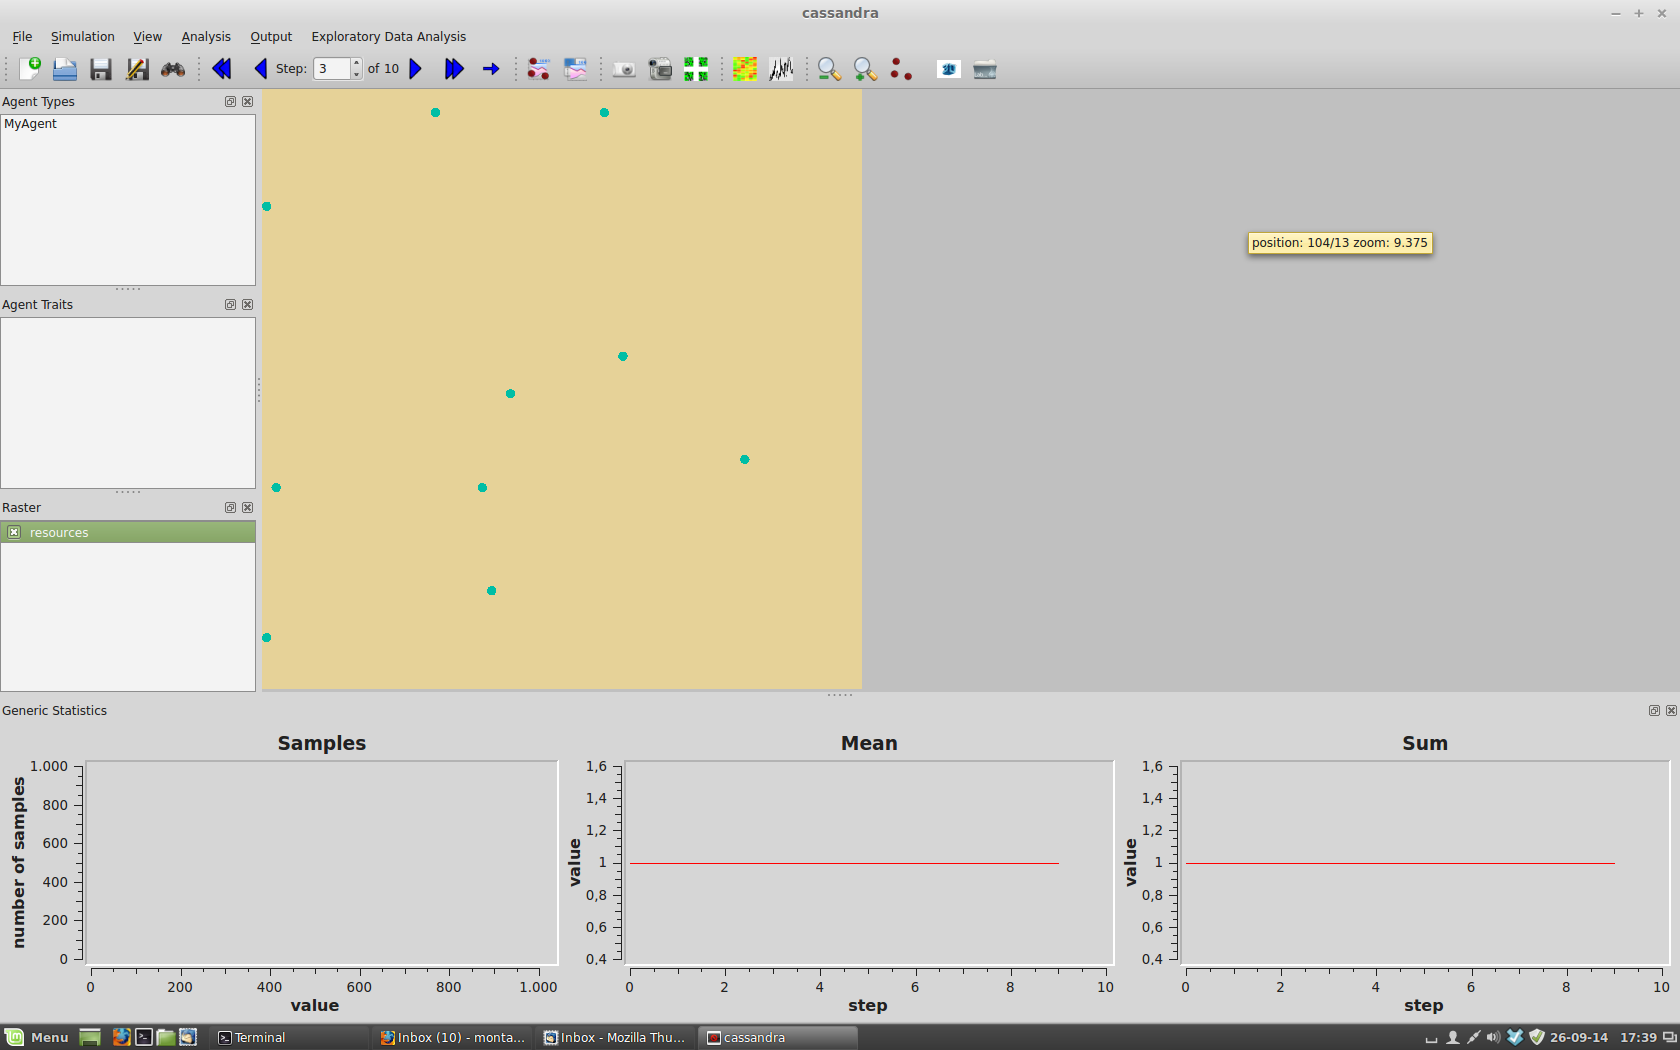 cassandra
File Simulation View Analysis Output Exploratory Data Analysis
Step: 3 of 10
3D
Agent Types
MyAgent
position: 104/13 zoom: 9.375
Agent Traits
Raster
resources
Generic Statistics
Samples
number of samples
1.000
800
600
400
200
0
0 200 400 600 800 1.000
value
Mean
value
1,6
1,4
1,2
1
0,8
0,6
0,4
0 2 4 6 8 10
step
Sum
value
1,6
1,4
1,2
1
0,8
0,6
0,4
0 2 4 6 8 10
step
Menu Terminal Inbox (10) - monta... Inbox - Mozilla Thu... cassandra 26-09-14 17:39